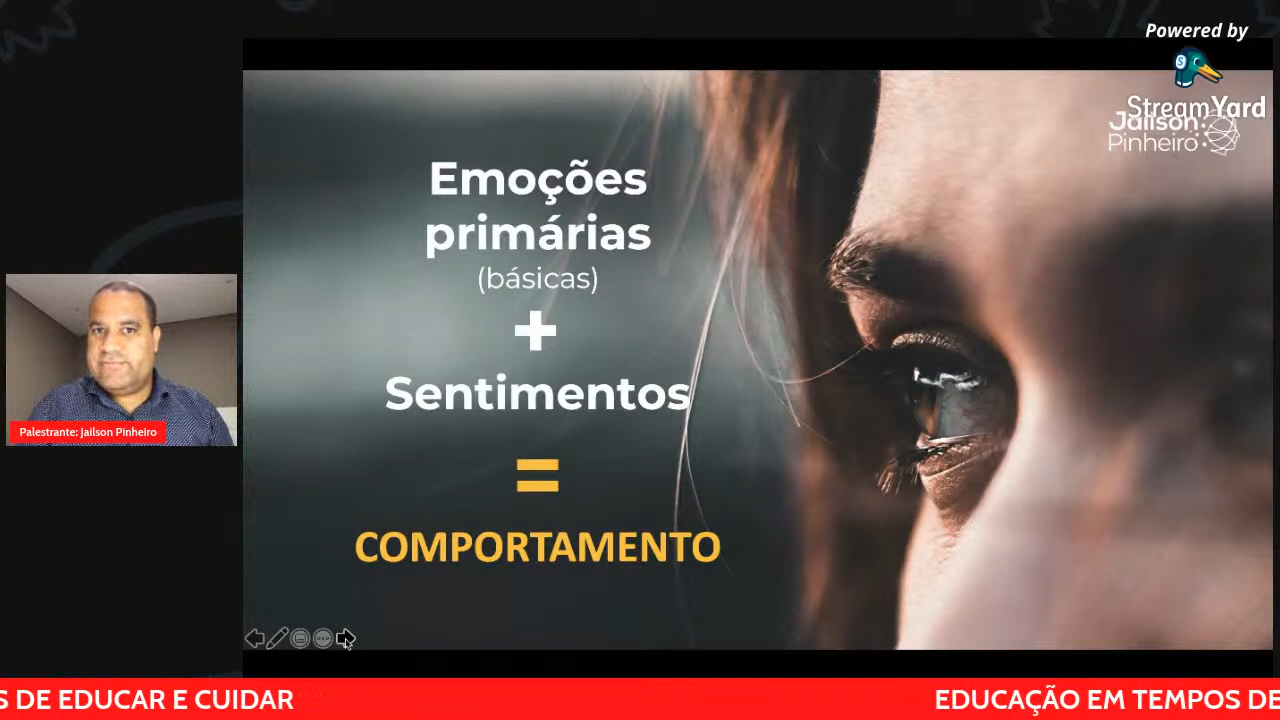 Powered by
StreamYard
Jailson
Pinheiro
Emoções
primárias
(básicas)
+
Sentimentos
=
COMPORTAMENTO
Palestrante: Jailson Pinheiro
S DE EDUCAR E CUIDAR
EDUCAÇÃO EM TEMPOS DE